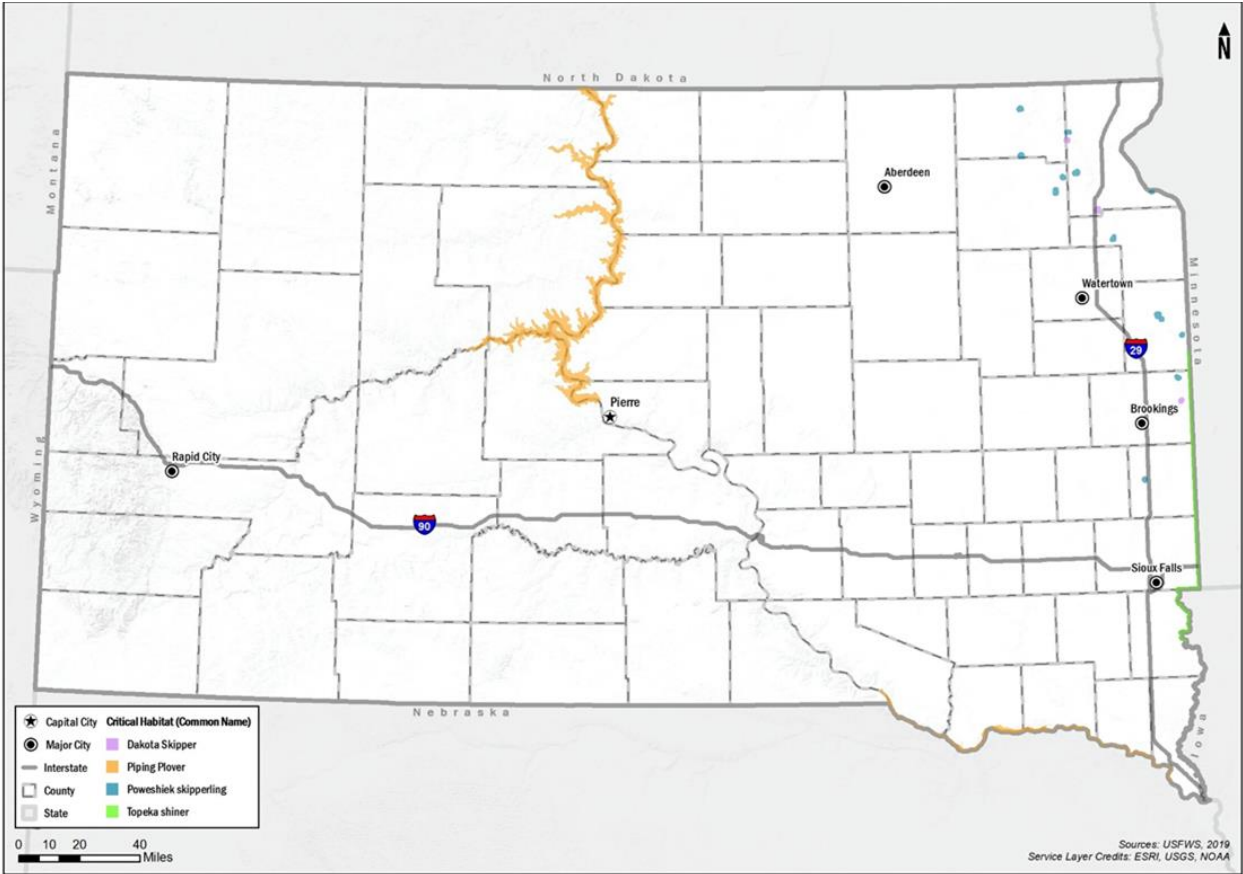 N
North Dakota
Montana
Aberdeen
Minnesota
Watertown
29
Pierre
Brookings
Wyoming
Rapid City
90
Sioux Falls
Nebraska
Iowa
Capital City
Major City
Interstate
County
State
Critical Habitat (Common Name)
Dakota Skipper
Piping Plover
Poweshiek skipperling
Topeka shiner
0 10 20 40
Miles
Sources: USFWS, 2019
Service Layer Credits: ESRI, USGS, NOAA